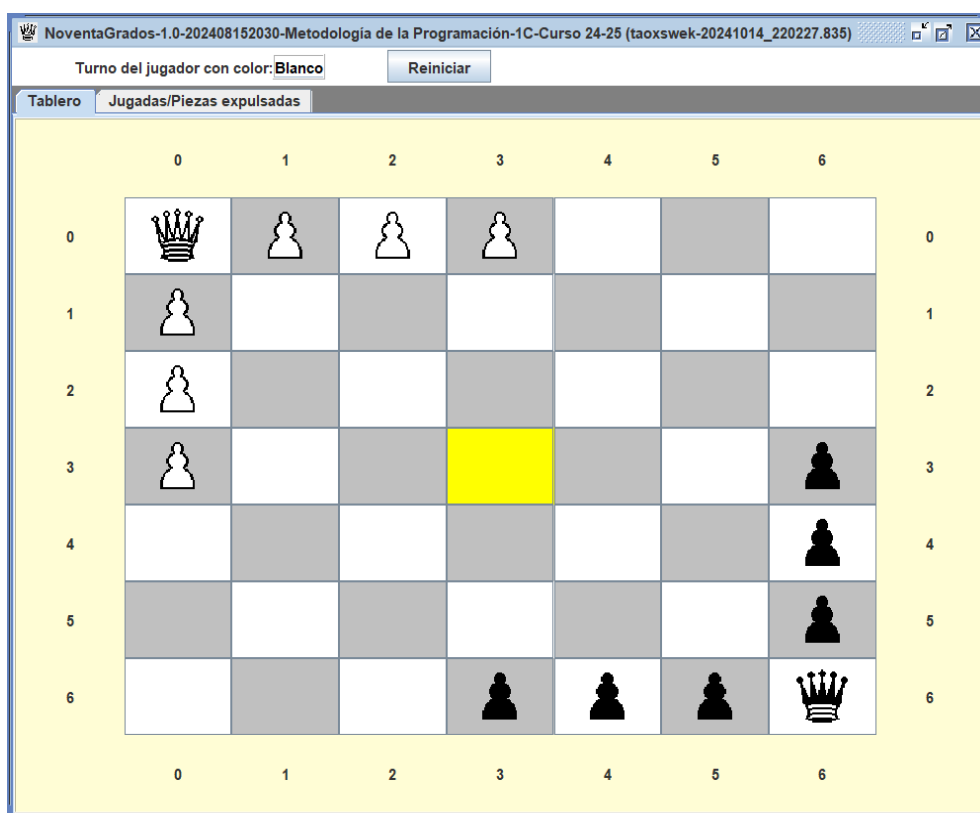 NoventaGrados-1.0-202408152030-Metodología de la Programación-1C-Curso 24-25 (taoxswek-20241014_220227.835)
Turno del jugador con color: Blanco Reiniciar
Tablero Jugadas/Piezas expulsadas
0 1 2 3 4 5 6
0 0
1 1
2 2
3 3
4 4
5 5
6 6
0 1 2 3 4 5 6